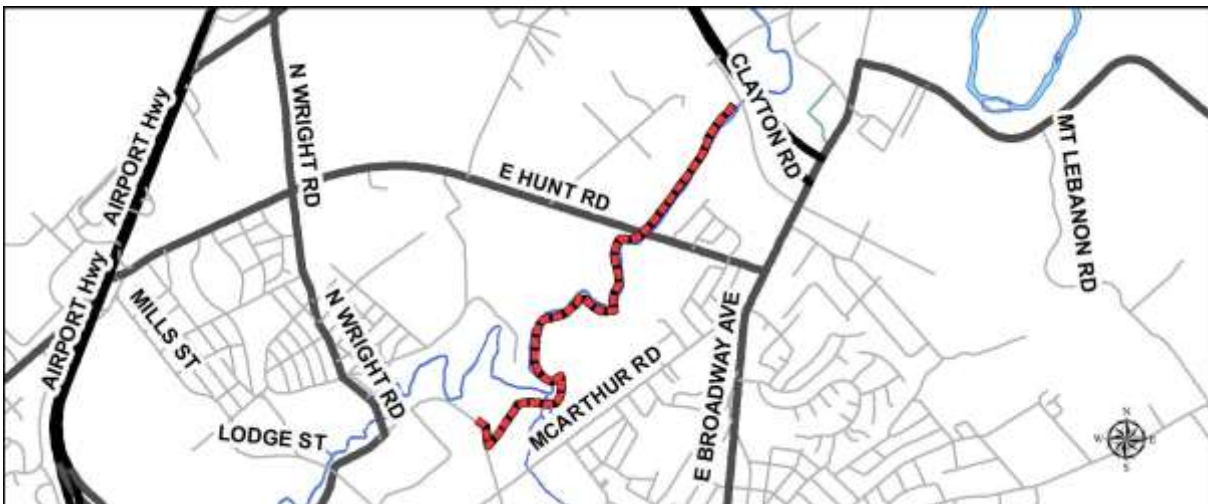 AIRPORT Hwy
N WRIGHT RD
CLAYTON RD
MT LEBANON RD
E HUNT RD
AIRPORT Hwy
MILLS ST
N WRIGHT RD
E BROADWAY AVE
MCARTHUR RD
LODGE ST
N
W
E
S